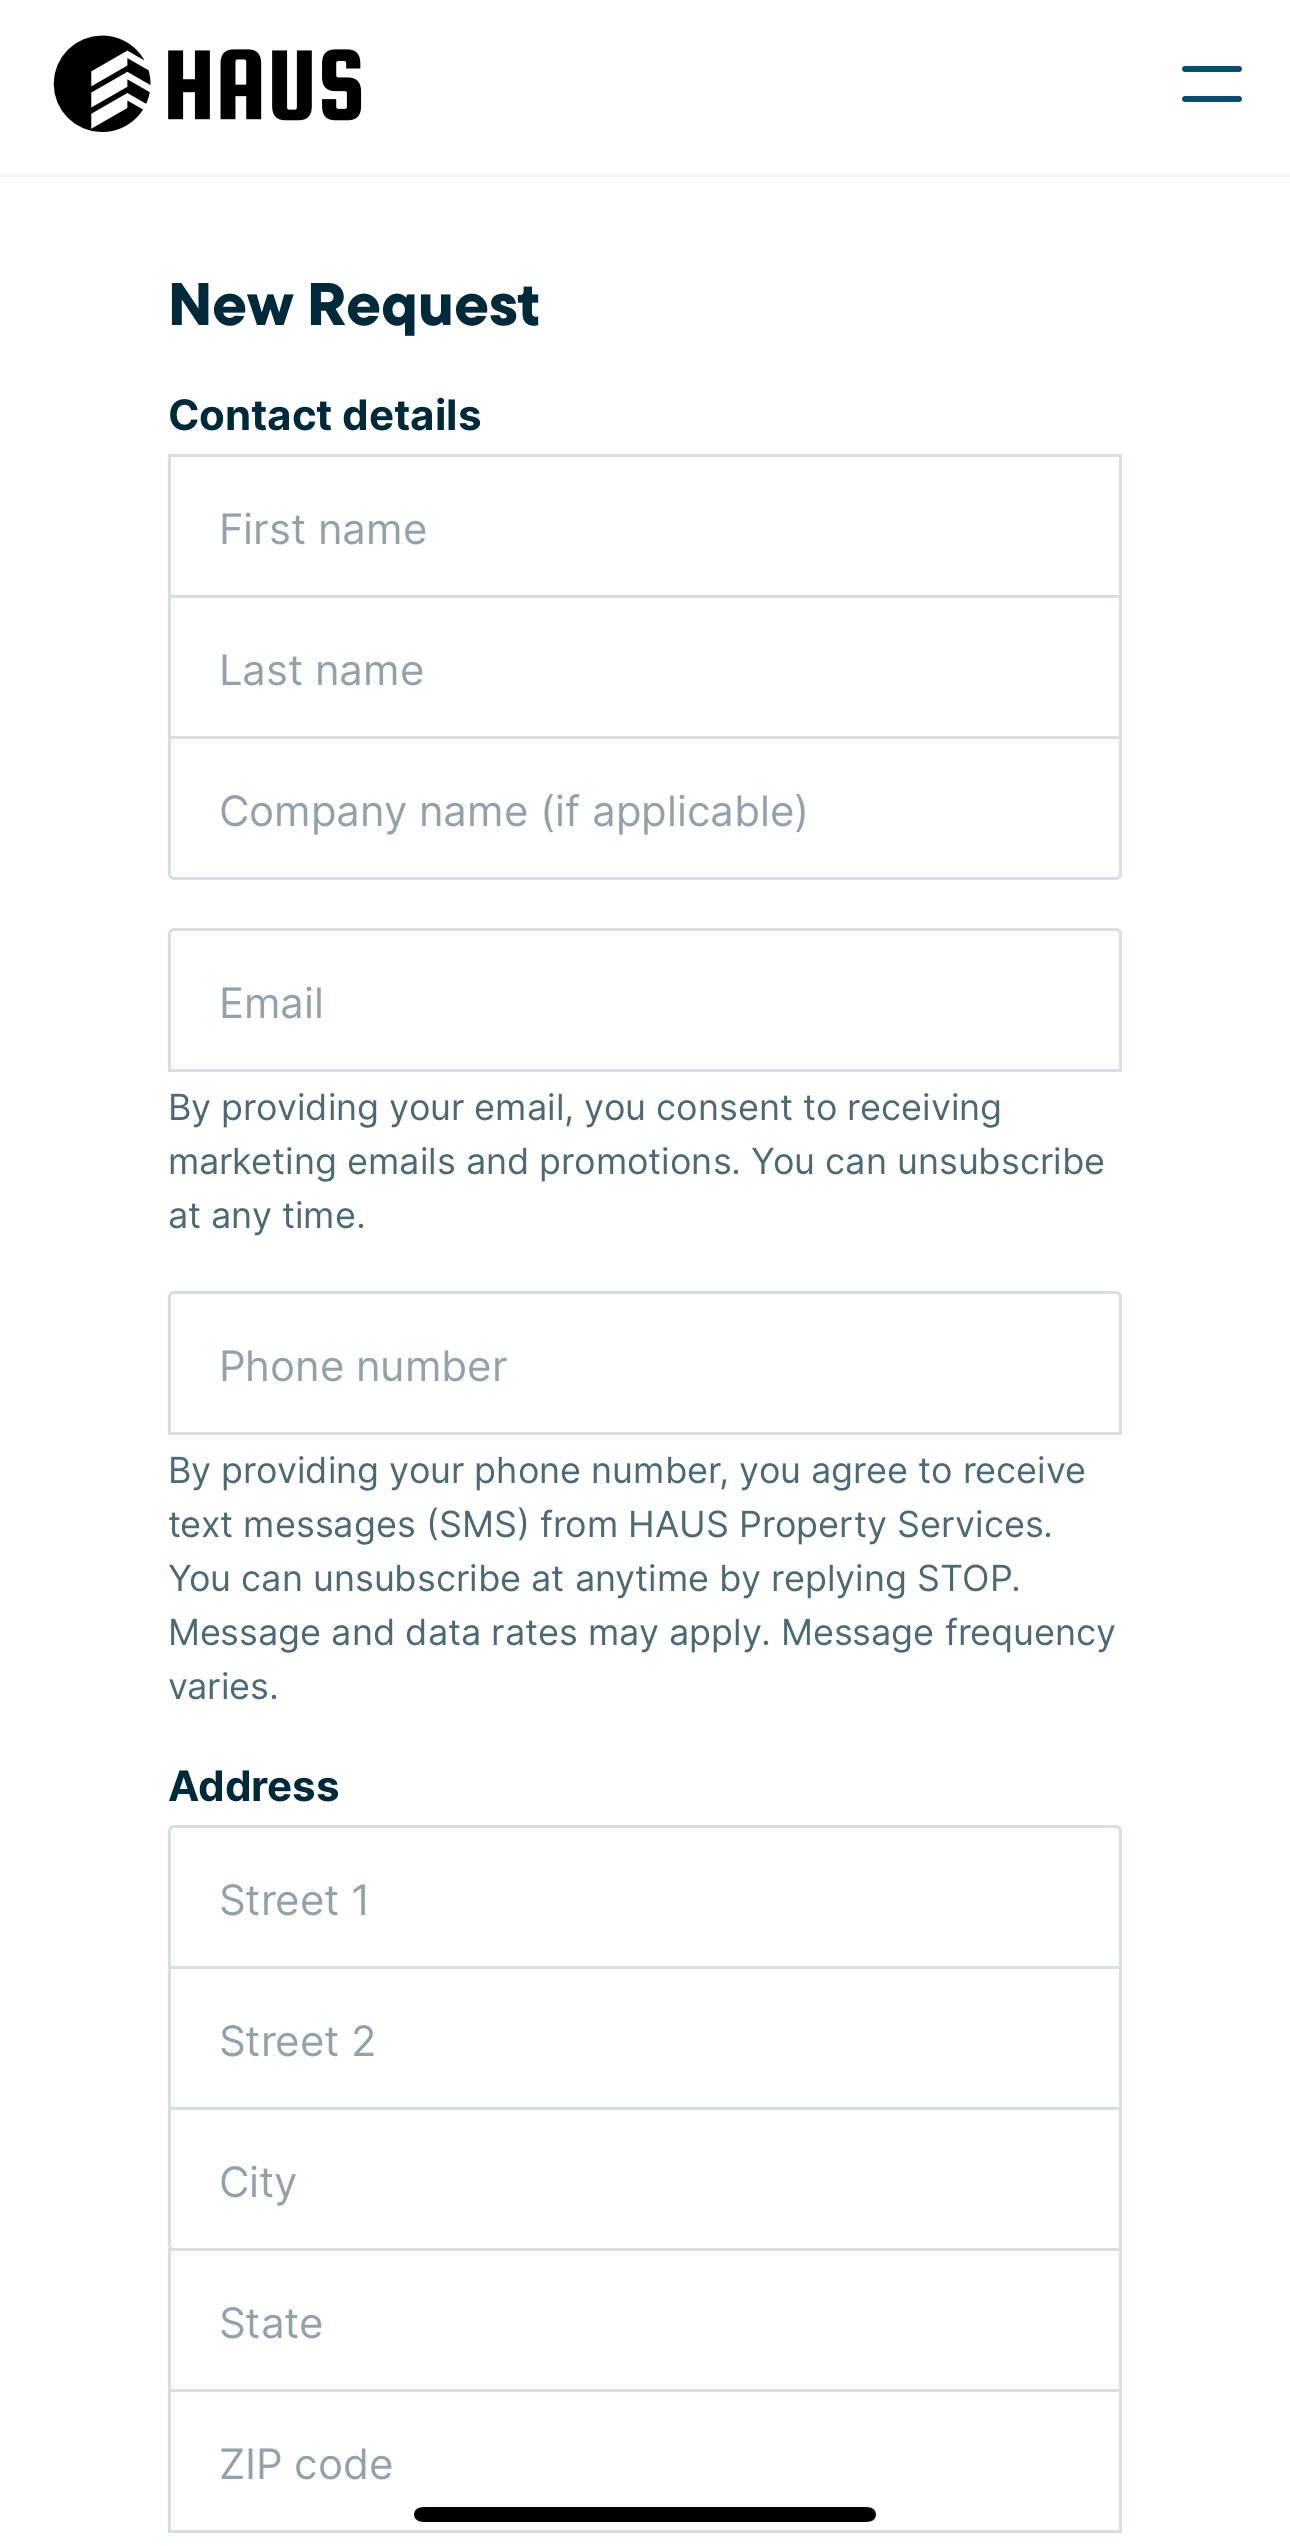 HAUS
New Request
Contact details
First name
Last name
Company name (if applicable)
Email
By providing your email, you consent to receiving
marketing emails and promotions. You can unsubscribe
at any time.
Phone number
By providing your phone number, you agree to receive
text messages (SMS) from HAUS Property Services.
You can unsubscribe at anytime by replying STOP.
Message and data rates may apply. Message frequency
varies.
Address
Street 1
Street 2
City
State
ZIP code